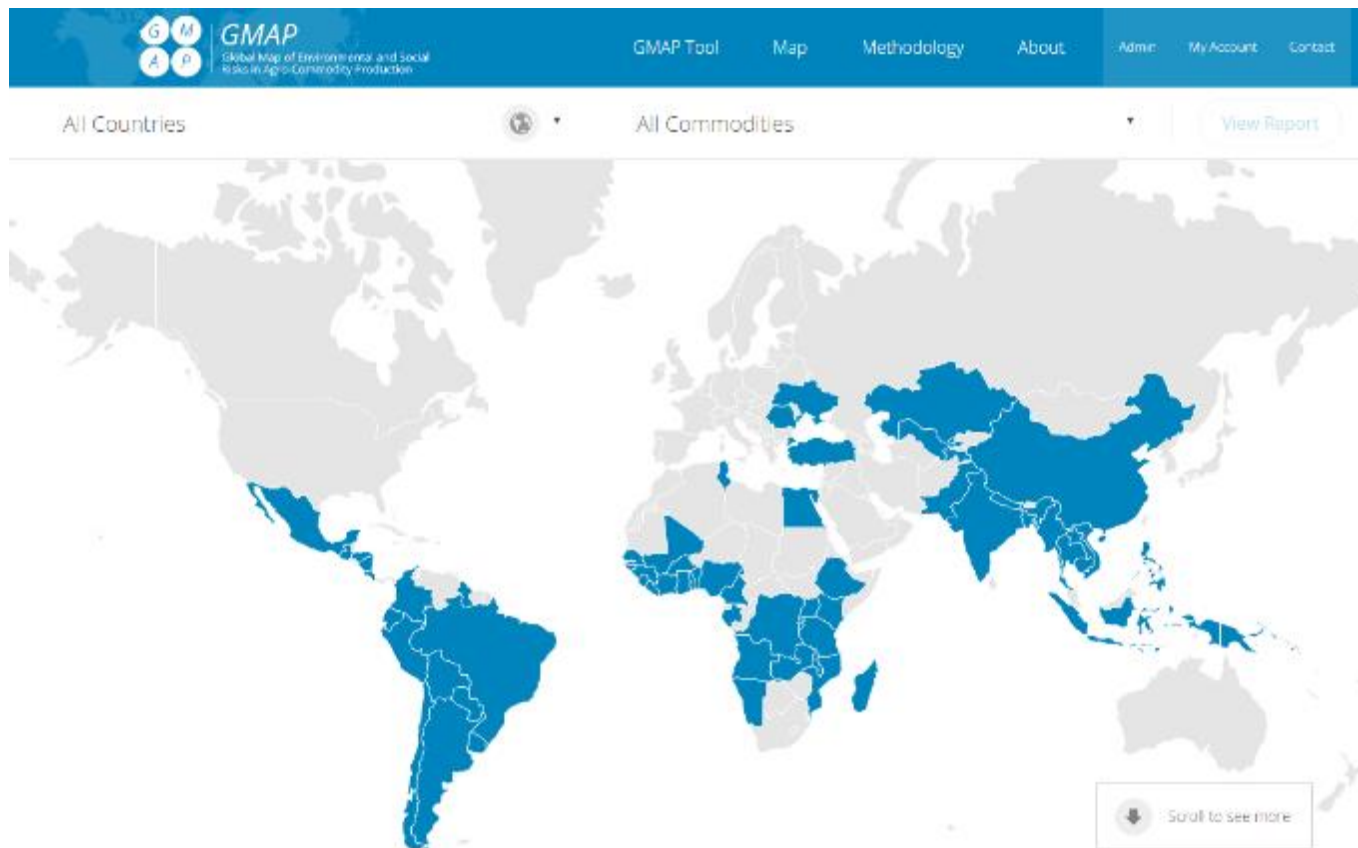 G M
A P
GMAP
Global Map of Environmental and Social
Risks in Agro-Commodity Production
GMAP Tool
Map
Methodology
About
Admin
My Account
Contact
All Countries
All Commodities
View Report
Scroll to see more